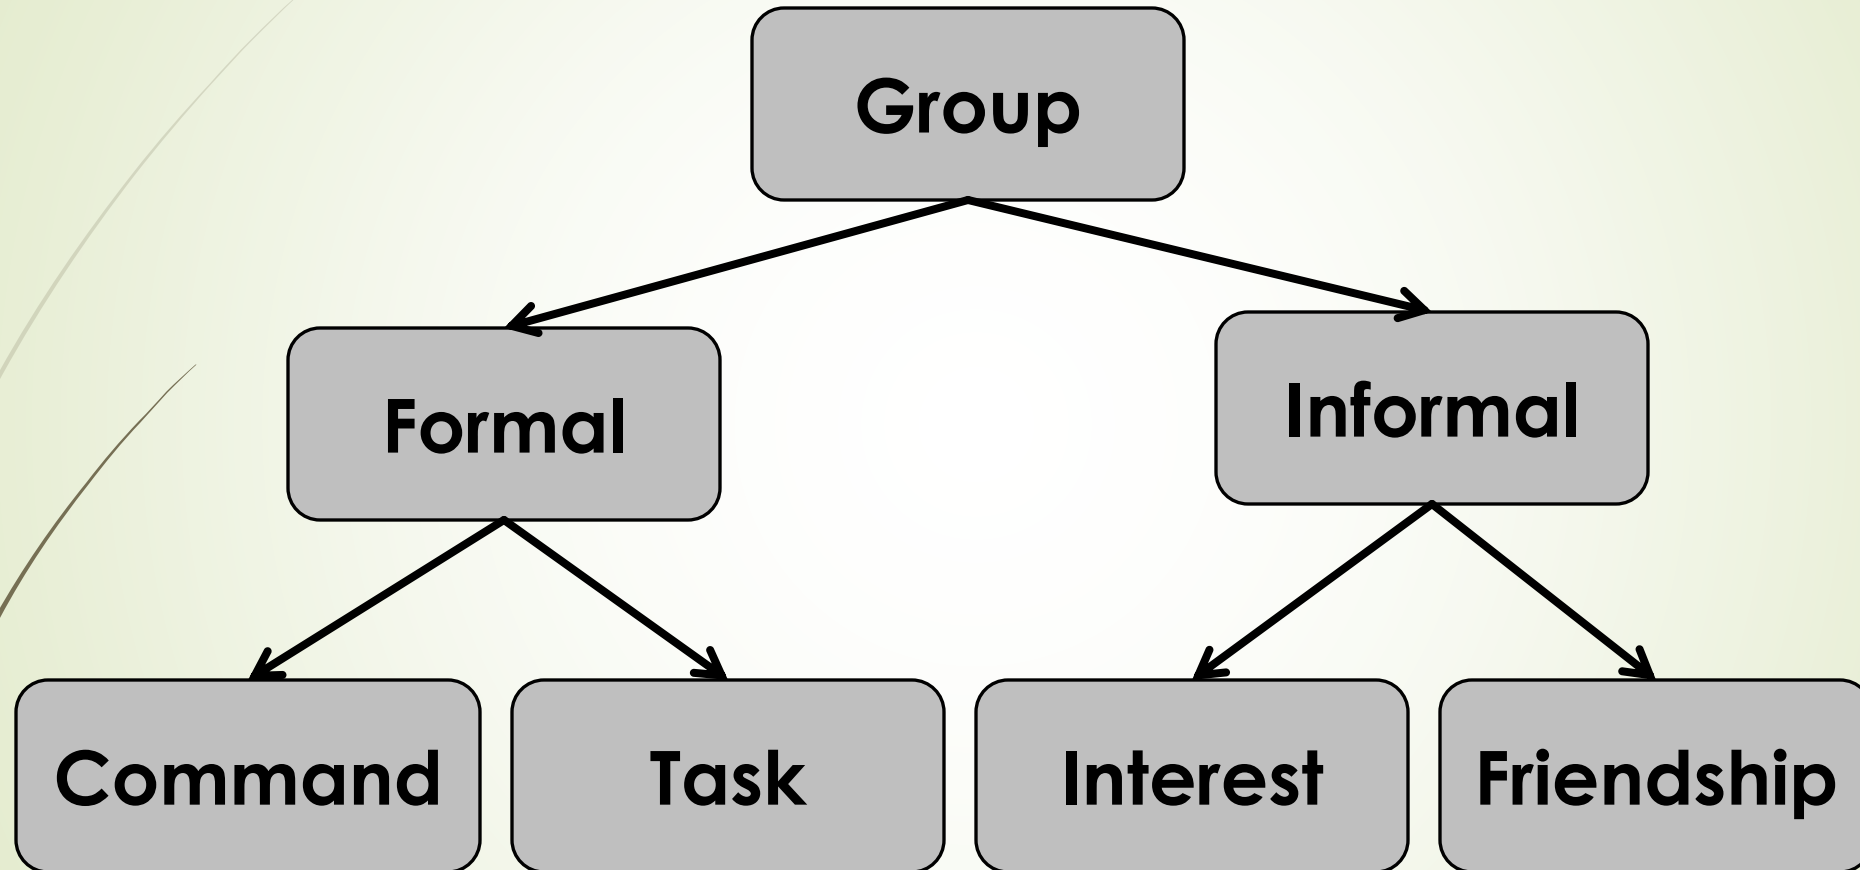 Group
Formal
Informal
Command
Task
Interest
Friendship